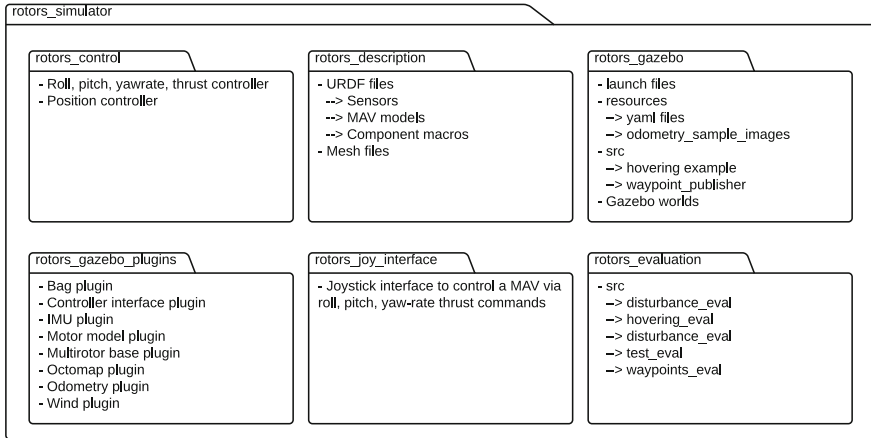 rotors_simulator
rotors_control
- Roll, pitch, yawrate, thrust controller
- Position controller
rotors_description
- URDF files
--> Sensors
--> MAV models
--> Component macros
- Mesh files
rotors_gazebo
- launch files
- resources
–> yaml files
–> odometry_sample_images
- src
–> hovering example
–> waypoint_publisher
- Gazebo worlds
rotors_gazebo_plugins
- Bag plugin
- Controller interface plugin
- IMU plugin
- Motor model plugin
- Multirotor base plugin
- Octomap plugin
- Odometry plugin
- Wind plugin
rotors_joy_interface
- Joystick interface to control a MAV via
roll, pitch, yaw-rate thrust commands
rotors_evaluation
- src
–> disturbance_eval
–> hovering_eval
–> disturbance_eval
–> test_eval
–> waypoints_eval